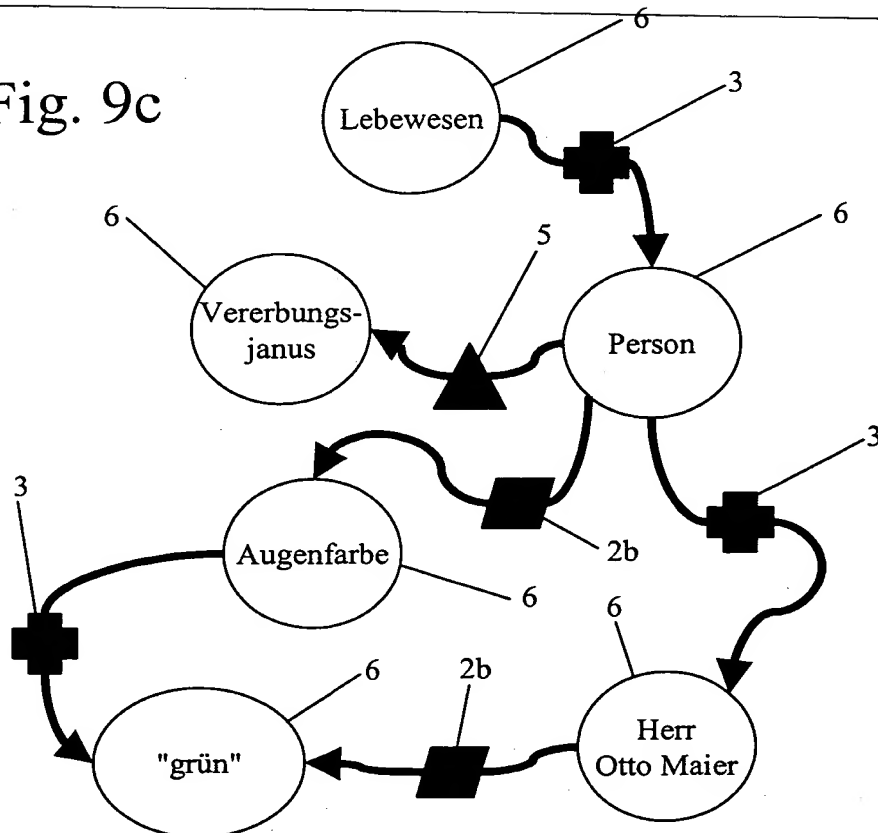 6
Fig. 9c
3
Lebewesen
6
6
5
Vererbungs-
janus
Person
3
3
2b
Augenfarbe
6
6
6
2b
Herr
"grün"
Otto Maier